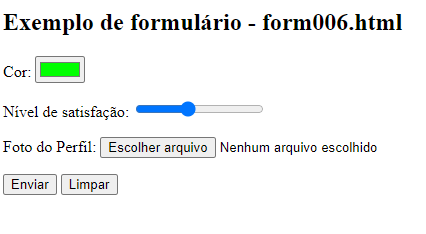 Exemplo de formulário - form006.html
Cor:
Nível de satisfação:
Foto do Perfil: Escolher arquivo Nenhum arquivo escolhido
Enviar Limpar